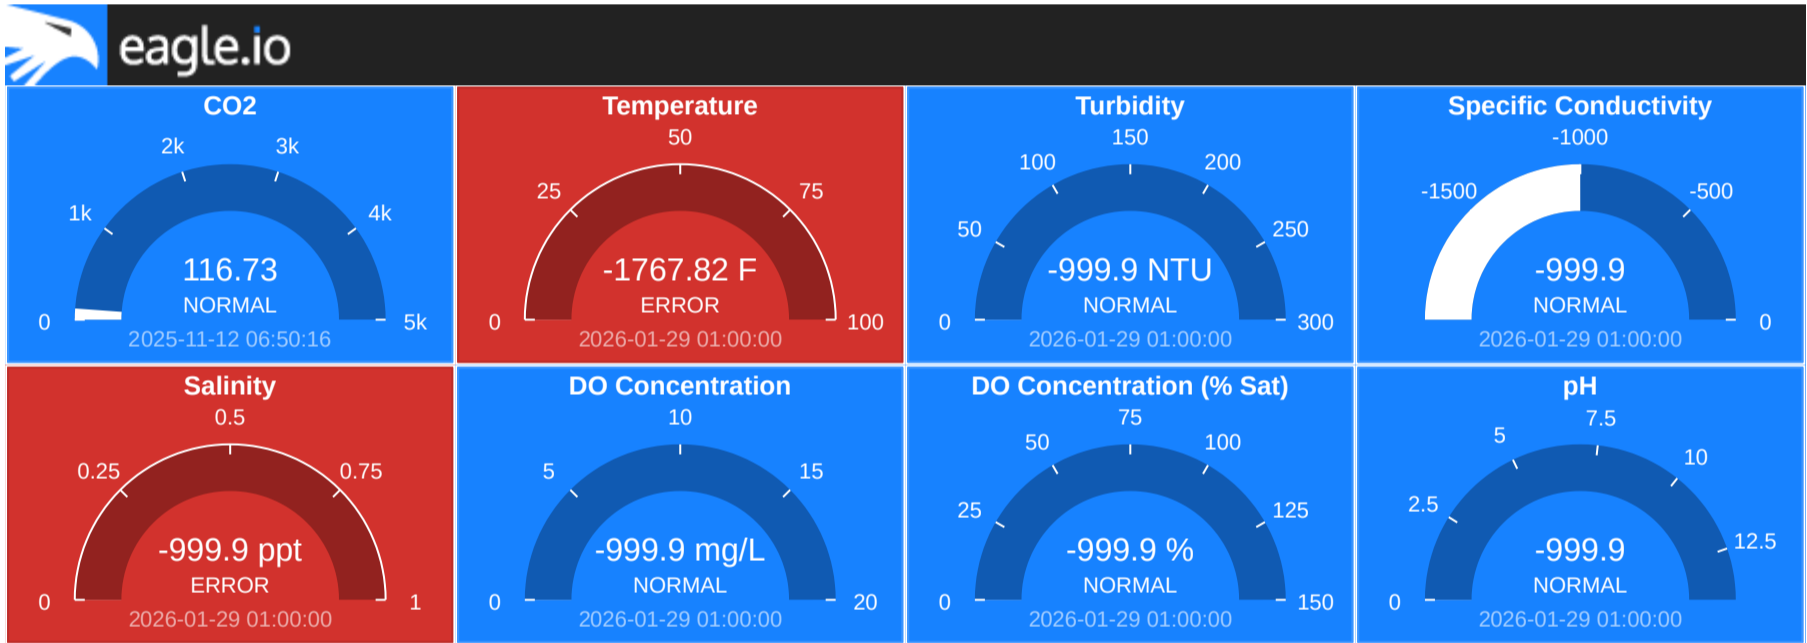 eagle.io
CO2
0
1k
2k
3k
4k
5k
116.73
NORMAL
2025-11-12 06:50:16
Temperature
0
25
50
75
100
-1767.82 F
ERROR
2026-01-29 01:00:00
Turbidity
0
50
100
150
200
250
300
-999.9 NTU
NORMAL
2026-01-29 01:00:00
Specific Conductivity
-1500
-1000
-500
0
-999.9
NORMAL
2026-01-29 01:00:00
Salinity
0
0.25
0.5
0.75
1
-999.9 ppt
ERROR
2026-01-29 01:00:00
DO Concentration
0
5
10
15
20
-999.9 mg/L
NORMAL
2026-01-29 01:00:00
DO Concentration (% Sat)
0
25
50
75
100
125
150
-999.9 %
NORMAL
2026-01-29 01:00:00
pH
0
2.5
5
7.5
10
12.5
-999.9
NORMAL
2026-01-29 01:00:00